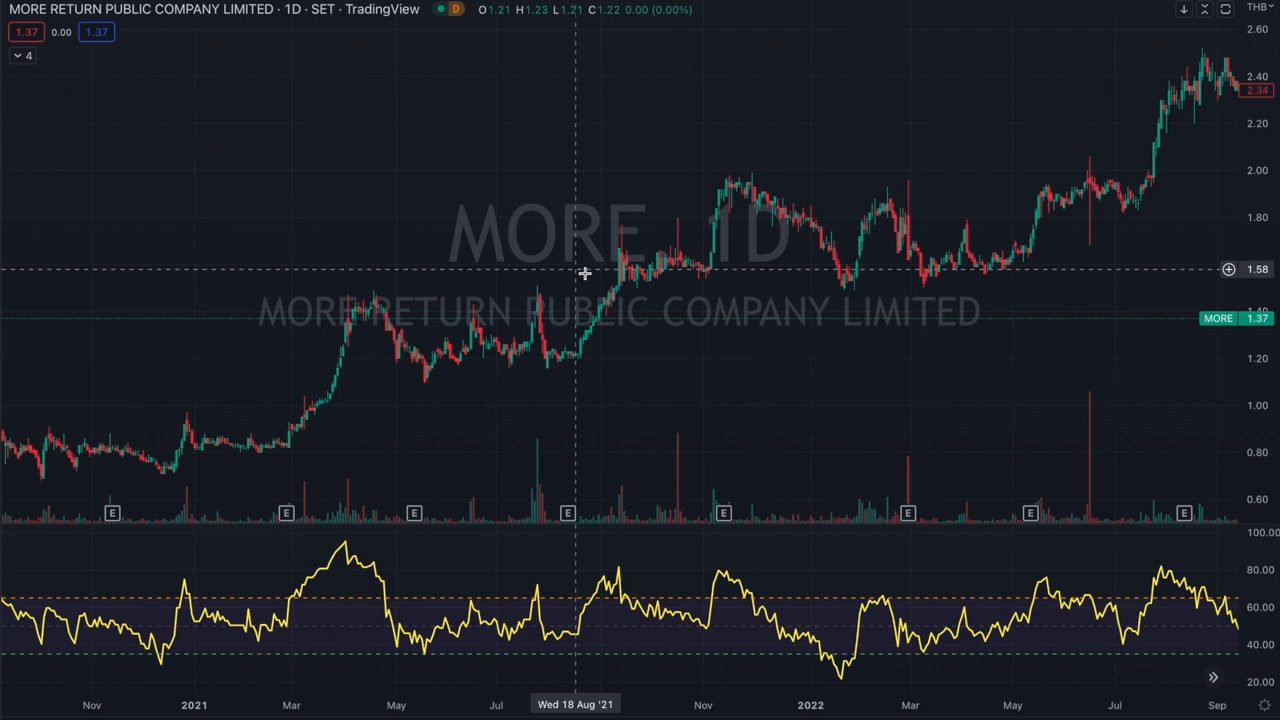 MORE RETURN PUBLIC COMPANY LIMITED · 1D · SET · TradingView D O1.21 H1.23 L1.21 C1.22 0.00 (0.00%) THB
1.37 0.00 1.37
4
2.60
2.40
2.34
2.20
2.00
1.80
MORE, 1D
1.58
MORE RETURN PUBLIC COMPANY LIMITED
1.40
MORE 1.37
1.20
1.00
0.80
0.60
E E E E E E E E
100.00
80.00
60.00
40.00
20.00
Nov 2021 Mar May Jul Wed 18 Aug '21 Nov 2022 Mar May Jul Sep